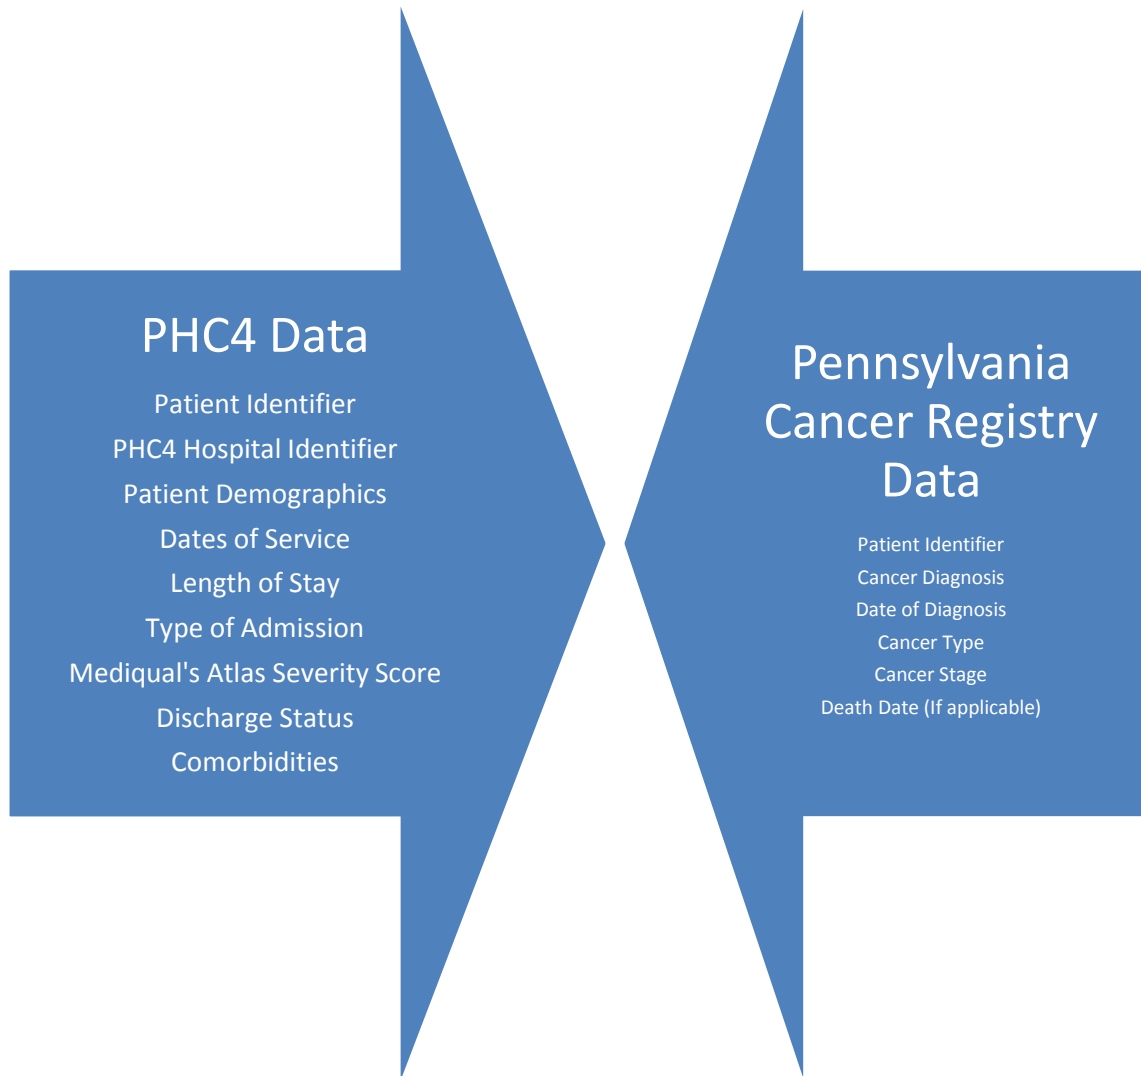 PHC4 Data
Patient Identifier
PHC4 Hospital Identifier
Patient Demographics
Dates of Service
Length of Stay
Type of Admission
Mediqual's Atlas Severity Score
Discharge Status
Comorbidities
Pennsylvania
Cancer Registry
Data
Patient Identifier
Cancer Diagnosis
Date of Diagnosis
Cancer Type
Cancer Stage
Death Date (If applicable)